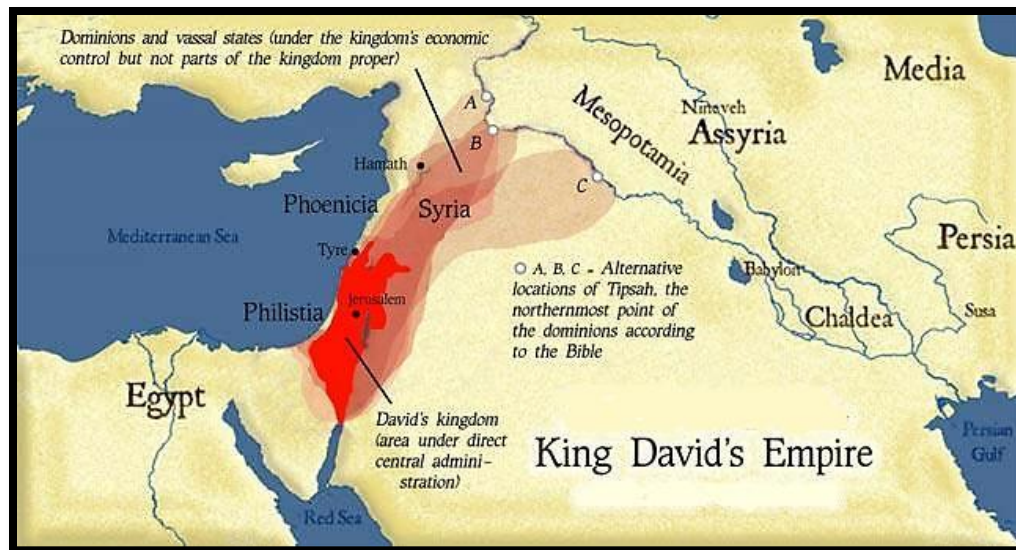 Dominions and vassal states (under the kingdom's economic
control but not parts of the kingdom proper)
Media
A
Mesopotamia
Nineveh
Assyria
B
Hamath
C
Phoenicia
Syria
Mediterranean Sea
Tyre
Persia
A, B, C - Alternative
locations of Tipsah, the
northernmost point of
the dominions according
to the Bible
Babylon
Jerusalem
Philistia
Chaldea
Susa
Egypt
David's kingdom
(area under direct
central admini-
stration)
King David's Empire
Persian
Gulf
Red Sea